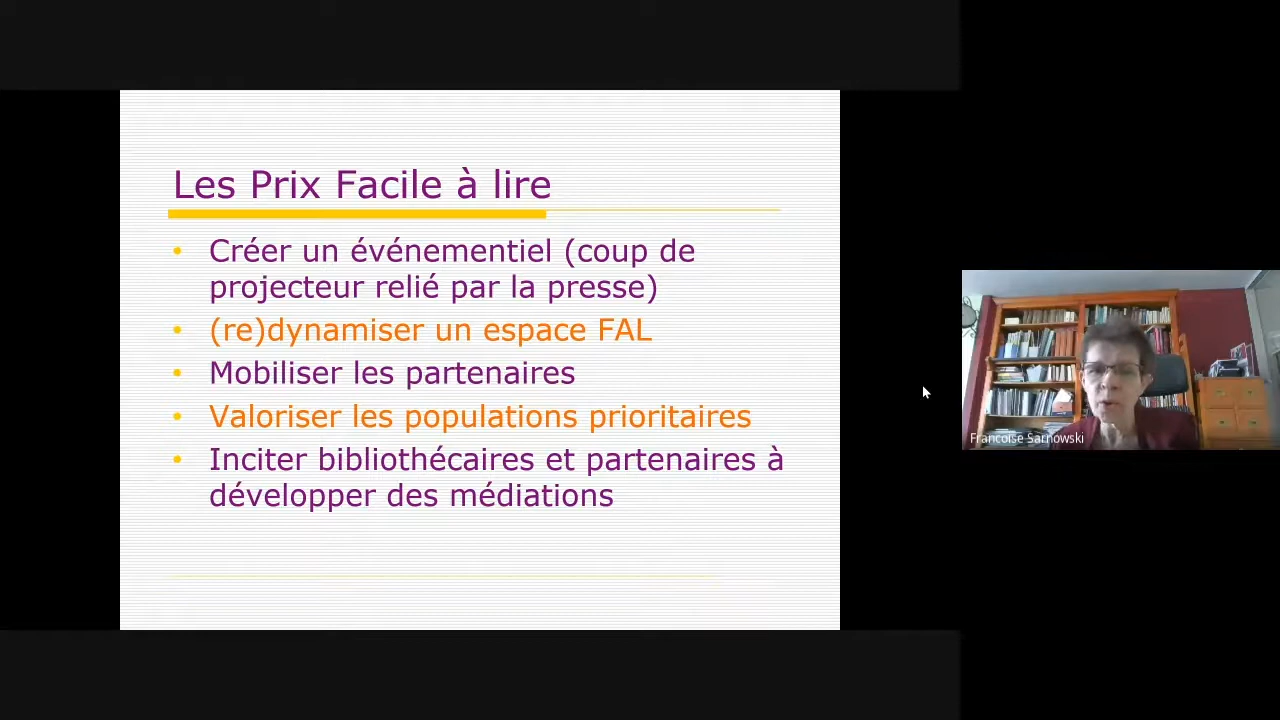 Les Prix Facile à lire
• Créer un événementiel (coup de
projecteur relié par la presse)
• (re)dynamiser un espace FAL
• Mobiliser les partenaires
• Valoriser les populations prioritaires
• Inciter bibliothécaires et partenaires à
développer des médiations
Francoise Sarnowski